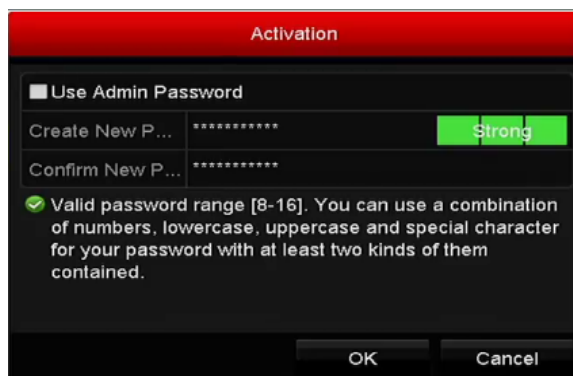 Activation
Use Admin Password
Create New P... *********** Strong
Confirm New P... ***********
Valid password range [8-16]. You can use a combination
of numbers, lowercase, uppercase and special character
for your password with at least two kinds of them
contained.
OK Cancel